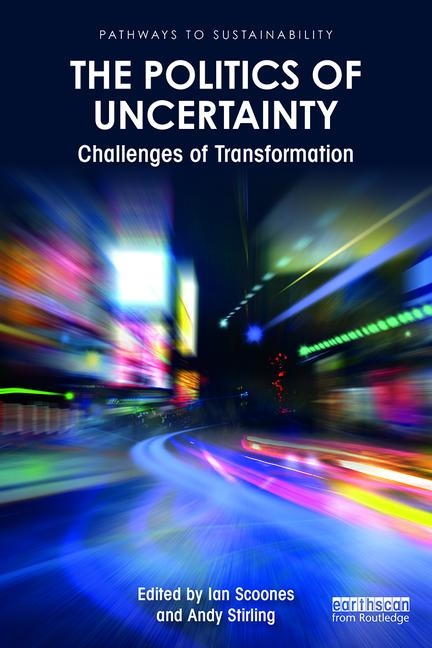 PATHWAYS TO SUSTAINABILITY
THE POLITICS OF
UNCERTAINTY
Challenges of Transformation
Edited by Ian Scoones
and Andy Stirling
earthscan
from Routledge